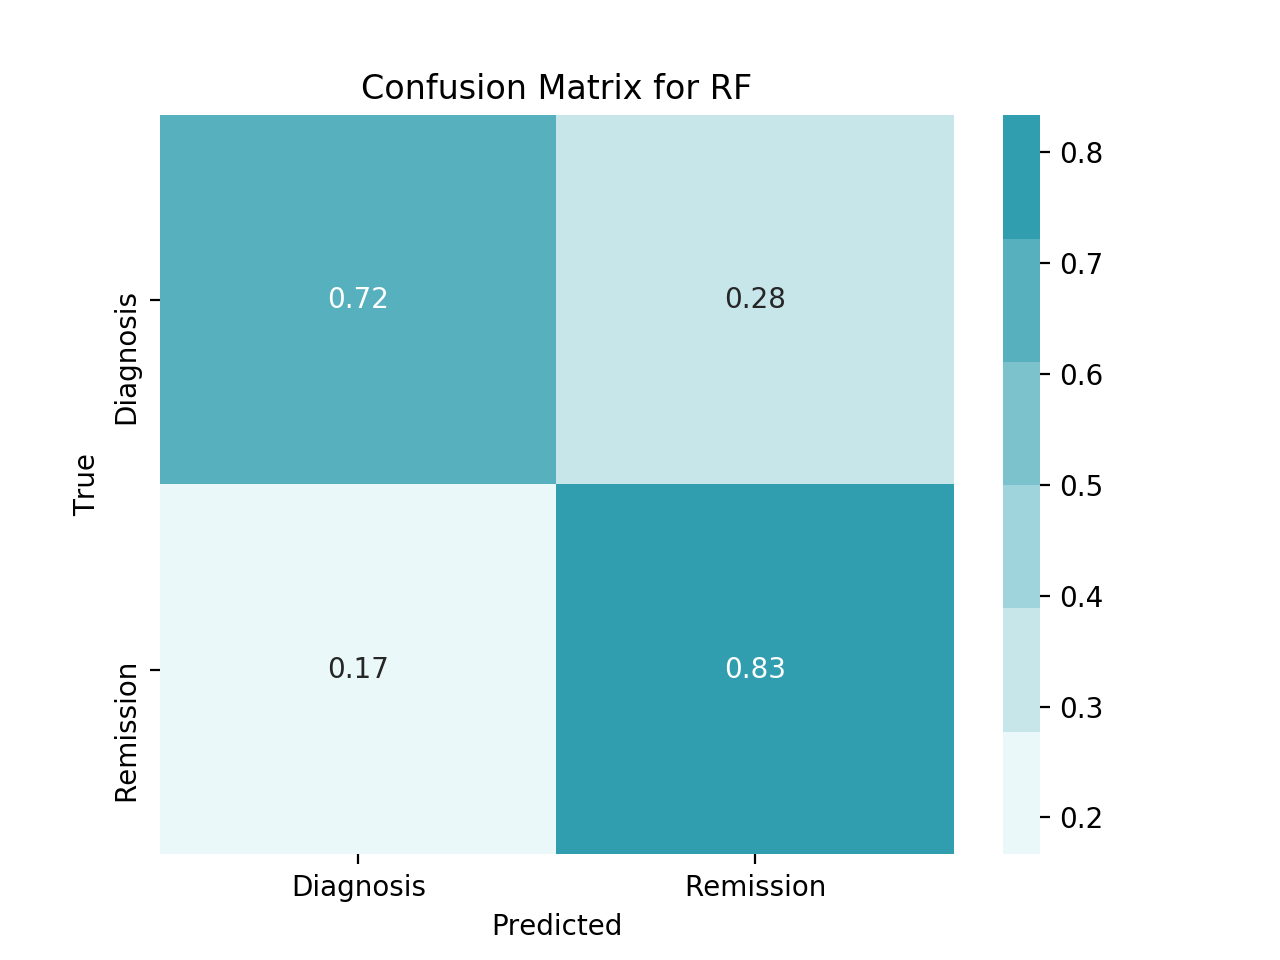 Confusion Matrix for RF
True
Diagnosis
0.72
0.28
Remission
0.17
0.83
Diagnosis
Remission
Predicted
0.8
0.7
0.6
0.5
0.4
0.3
0.2